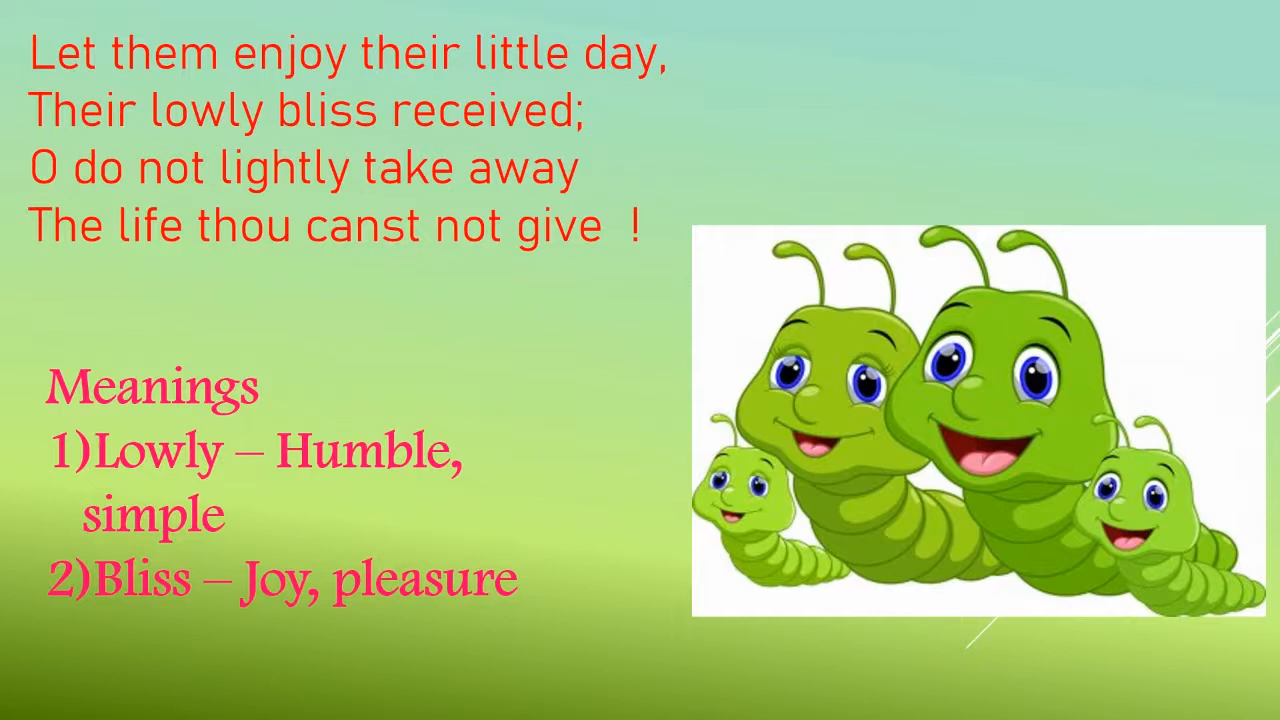 Let them enjoy their little day,
Their lowly bliss received;
O do not lightly take away
The life thou canst not give  !
Meanings
1)Lowly – Humble,
simple
2)Bliss – Joy, pleasure